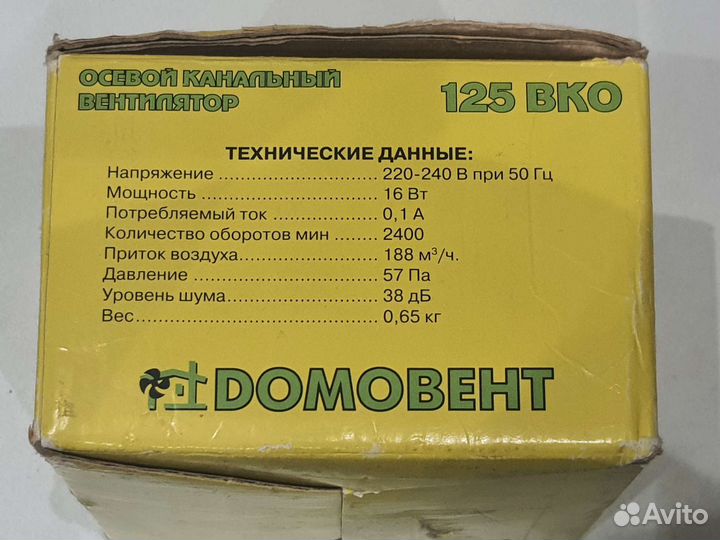 ОСЕВОЙ КАНАЛЬНЫЙ
ВЕНТИЛЯТОР
125 ВКО
ТЕХНИЧЕСКИЕ ДАННЫЕ:
Напряжение ............................ 220-240 В при 50 Гц
Мощность ................................ 16 Вт
Потребляемый ток .................. 0,1 А
Количество оборотов мин ........ 2400
Приток воздуха........................ 188 м³/ч.
Давление ................................. 57 Па
Уровень шума.......................... 38 дБ
Вес........................................... 0,65 кг
ДОМОВЕНТ
Avito